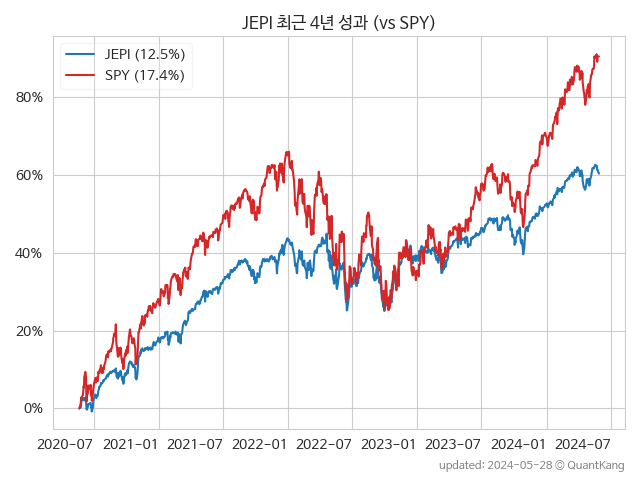 JEPI 최근 4년 성과 (vs SPY)
JEPI (12.5%)
SPY (17.4%)
80%
60%
40%
20%
0%
2020-07 2021-01 2021-07 2022-01 2022-07 2023-01 2023-07 2024-01 2024-07
updated: 2024-05-28 © QuantKang